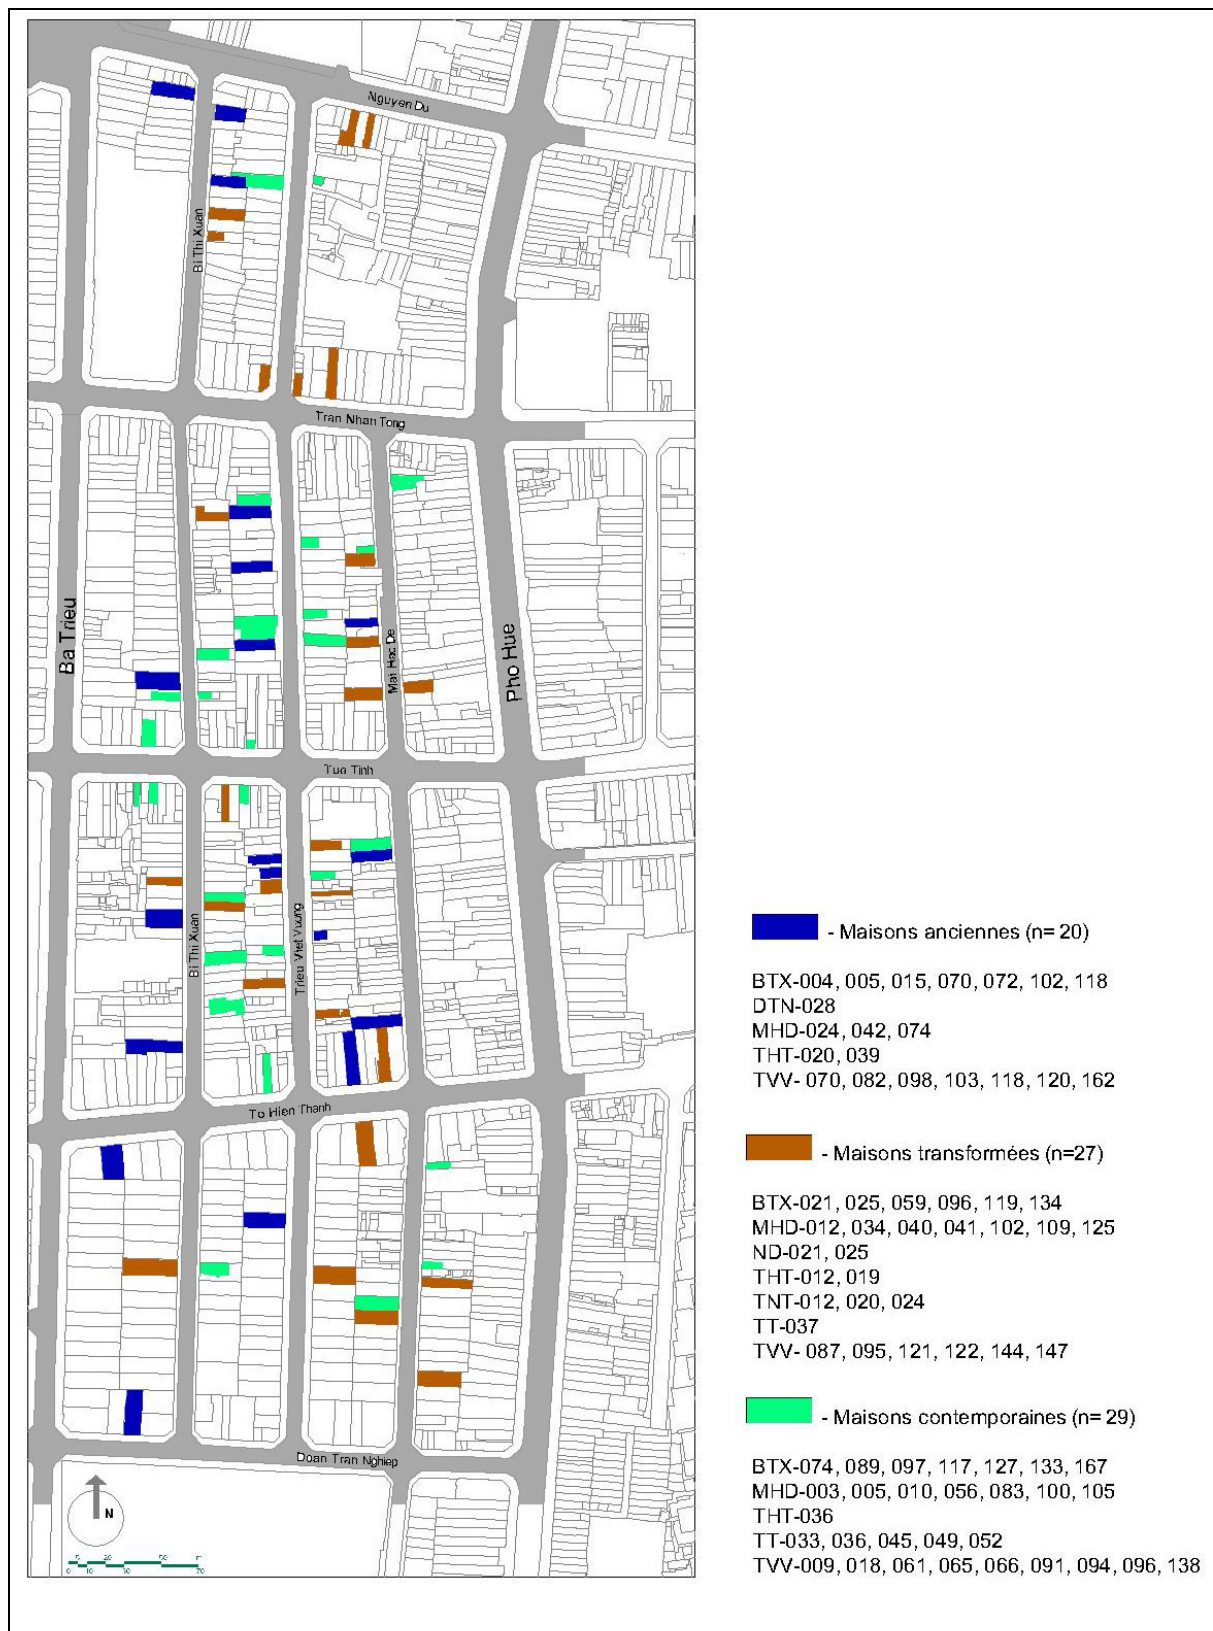 Nguyen Du
Bi Thi Xuan
Tran Nhan Tong
Ba Trieu
Mai Hac De
Pho Hue
Tue Tinh
Bi Thi Xuan
Trieu Viet Vuong
To Hien Thanh
Doan Tran Nghiep
N
- Maisons anciennes (n= 20)
BTX-004, 005, 015, 070, 072, 102, 118
DTN-028
MHD-024, 042, 074
THT-020, 039
TVV- 070, 082, 098, 103, 118, 120, 162
- Maisons transformées (n=27)
BTX-021, 025, 059, 096, 119, 134
MHD-012, 034, 040, 041, 102, 109, 125
ND-021, 025
THT-012, 019
TNT-012, 020, 024
TT-037
TVV- 087, 095, 121, 122, 144, 147
- Maisons contemporaines (n= 29)
BTX-074, 089, 097, 117, 127, 133, 167
MHD-003, 005, 010, 056, 083, 100, 105
THT-036
TT-033, 036, 045, 049, 052
TVV-009, 018, 061, 065, 066, 091, 094, 096, 138